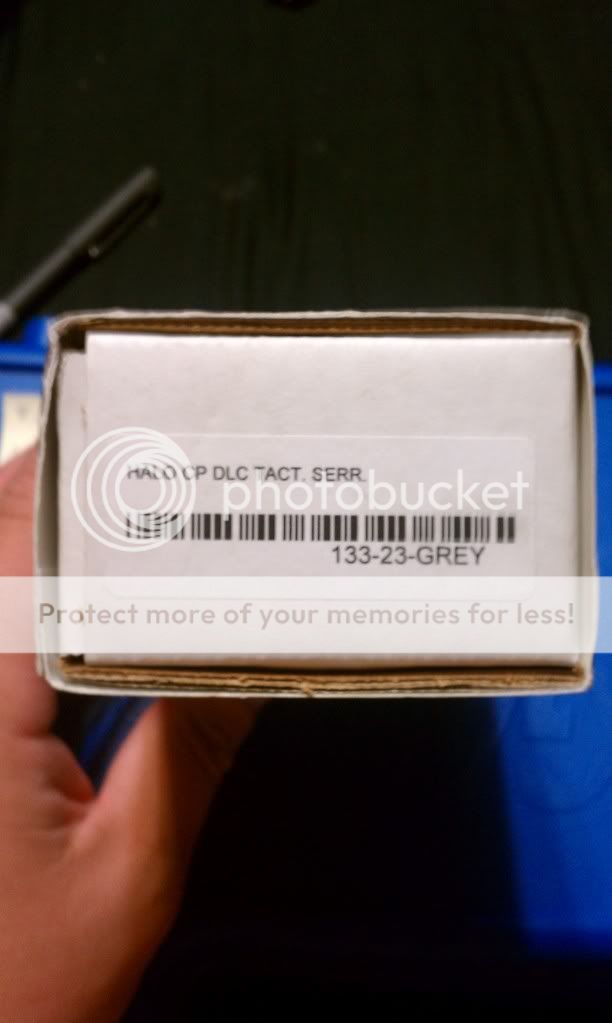 HALO CP DLC TACT. SERR.
photobucket
133-23-GREY
Protect more of your memories for less!